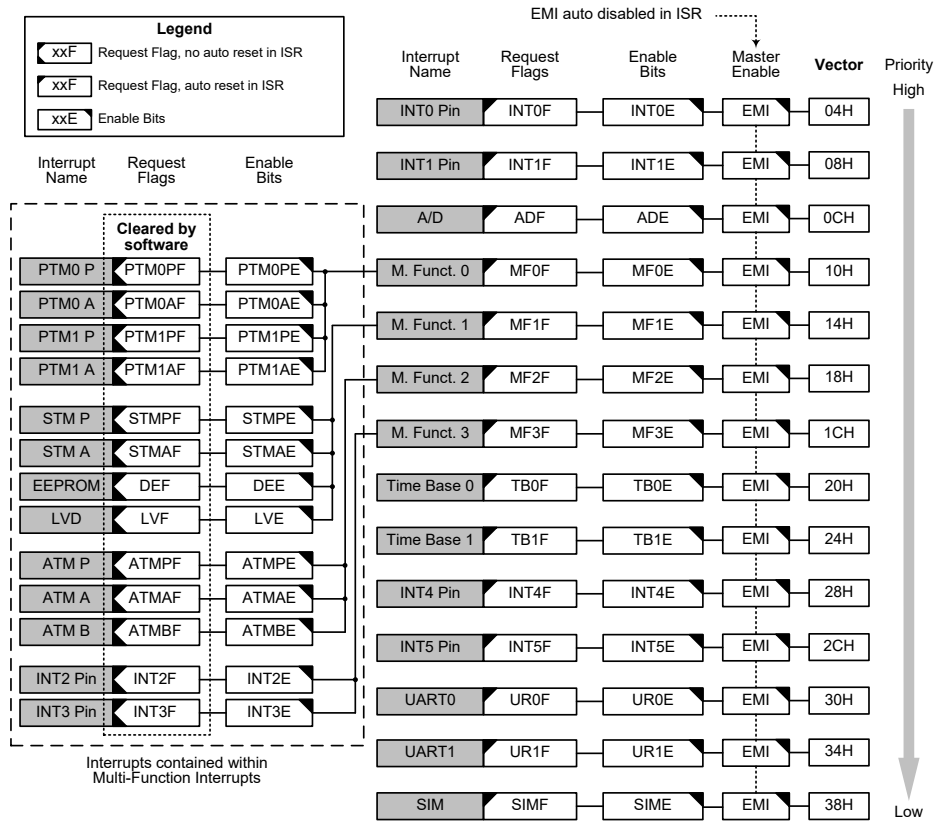 EMI auto disabled in ISR
Legend
xxF Request Flag, no auto reset in ISR
xxF Request Flag, auto reset in ISR
xxE Enable Bits
Interrupt Name Request Flags Enable Bits Master Enable Vector Priority
High
INT0 Pin INT0F INT0E EMI 04H
INT1 Pin INT1F INT1E EMI 08H
A/D ADF ADE EMI 0CH
M. Funct. 0 MF0F MF0E EMI 10H
M. Funct. 1 MF1F MF1E EMI 14H
M. Funct. 2 MF2F MF2E EMI 18H
M. Funct. 3 MF3F MF3E EMI 1CH
Time Base 0 TB0F TB0E EMI 20H
Time Base 1 TB1F TB1E EMI 24H
INT4 Pin INT4F INT4E EMI 28H
INT5 Pin INT5F INT5E EMI 2CH
UART0 UR0F UR0E EMI 30H
UART1 UR1F UR1E EMI 34H
SIM SIMF SIME EMI 38H
Low
Interrupt Name Request Flags Enable Bits
Cleared by
software
PTM0 P PTM0PF PTM0PE
PTM0 A PTM0AF PTM0AE
PTM1 P PTM1PF PTM1PE
PTM1 A PTM1AF PTM1AE
STM P STMPF STMPE
STM A STMAF STMAE
EEPROM DEF DEE
LVD LVF LVE
ATM P ATMPF ATMPE
ATM A ATMAF ATMAE
ATM B ATMBF ATMBE
INT2 Pin INT2F INT2E
INT3 Pin INT3F INT3E
Interrupts contained within
Multi-Function Interrupts